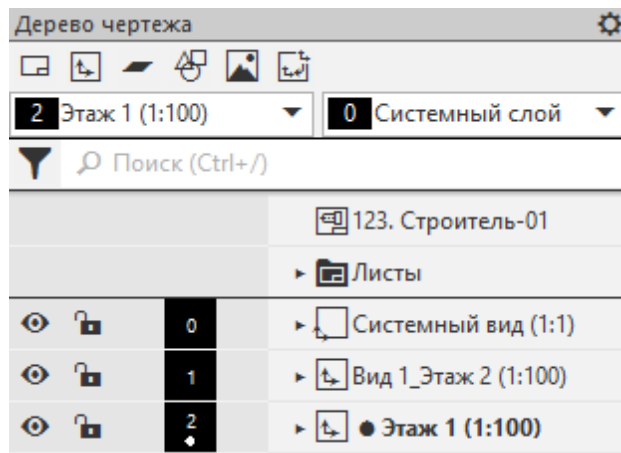 Дерево чертежа
2 Этаж 1 (1:100) 0 Системный слой
Поиск (Ctrl+/)
123. Строитель-01
Листы
0 Системный вид (1:1)
1 Вид 1_Этаж 2 (1:100)
2 Этаж 1 (1:100)